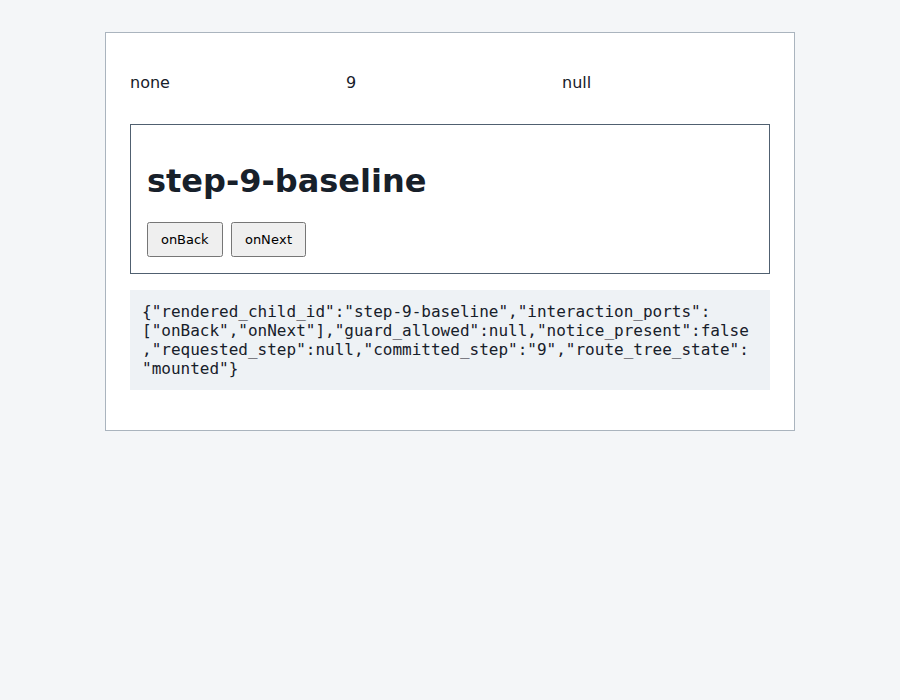 none 9 null
step-9-baseline
onBack onNext
{"rendered_child_id":"step-9-baseline","interaction_ports":
["onBack","onNext"],"guard_allowed":null,"notice_present":false
,"requested_step":null,"committed_step":"9","route_tree_state":
"mounted"}